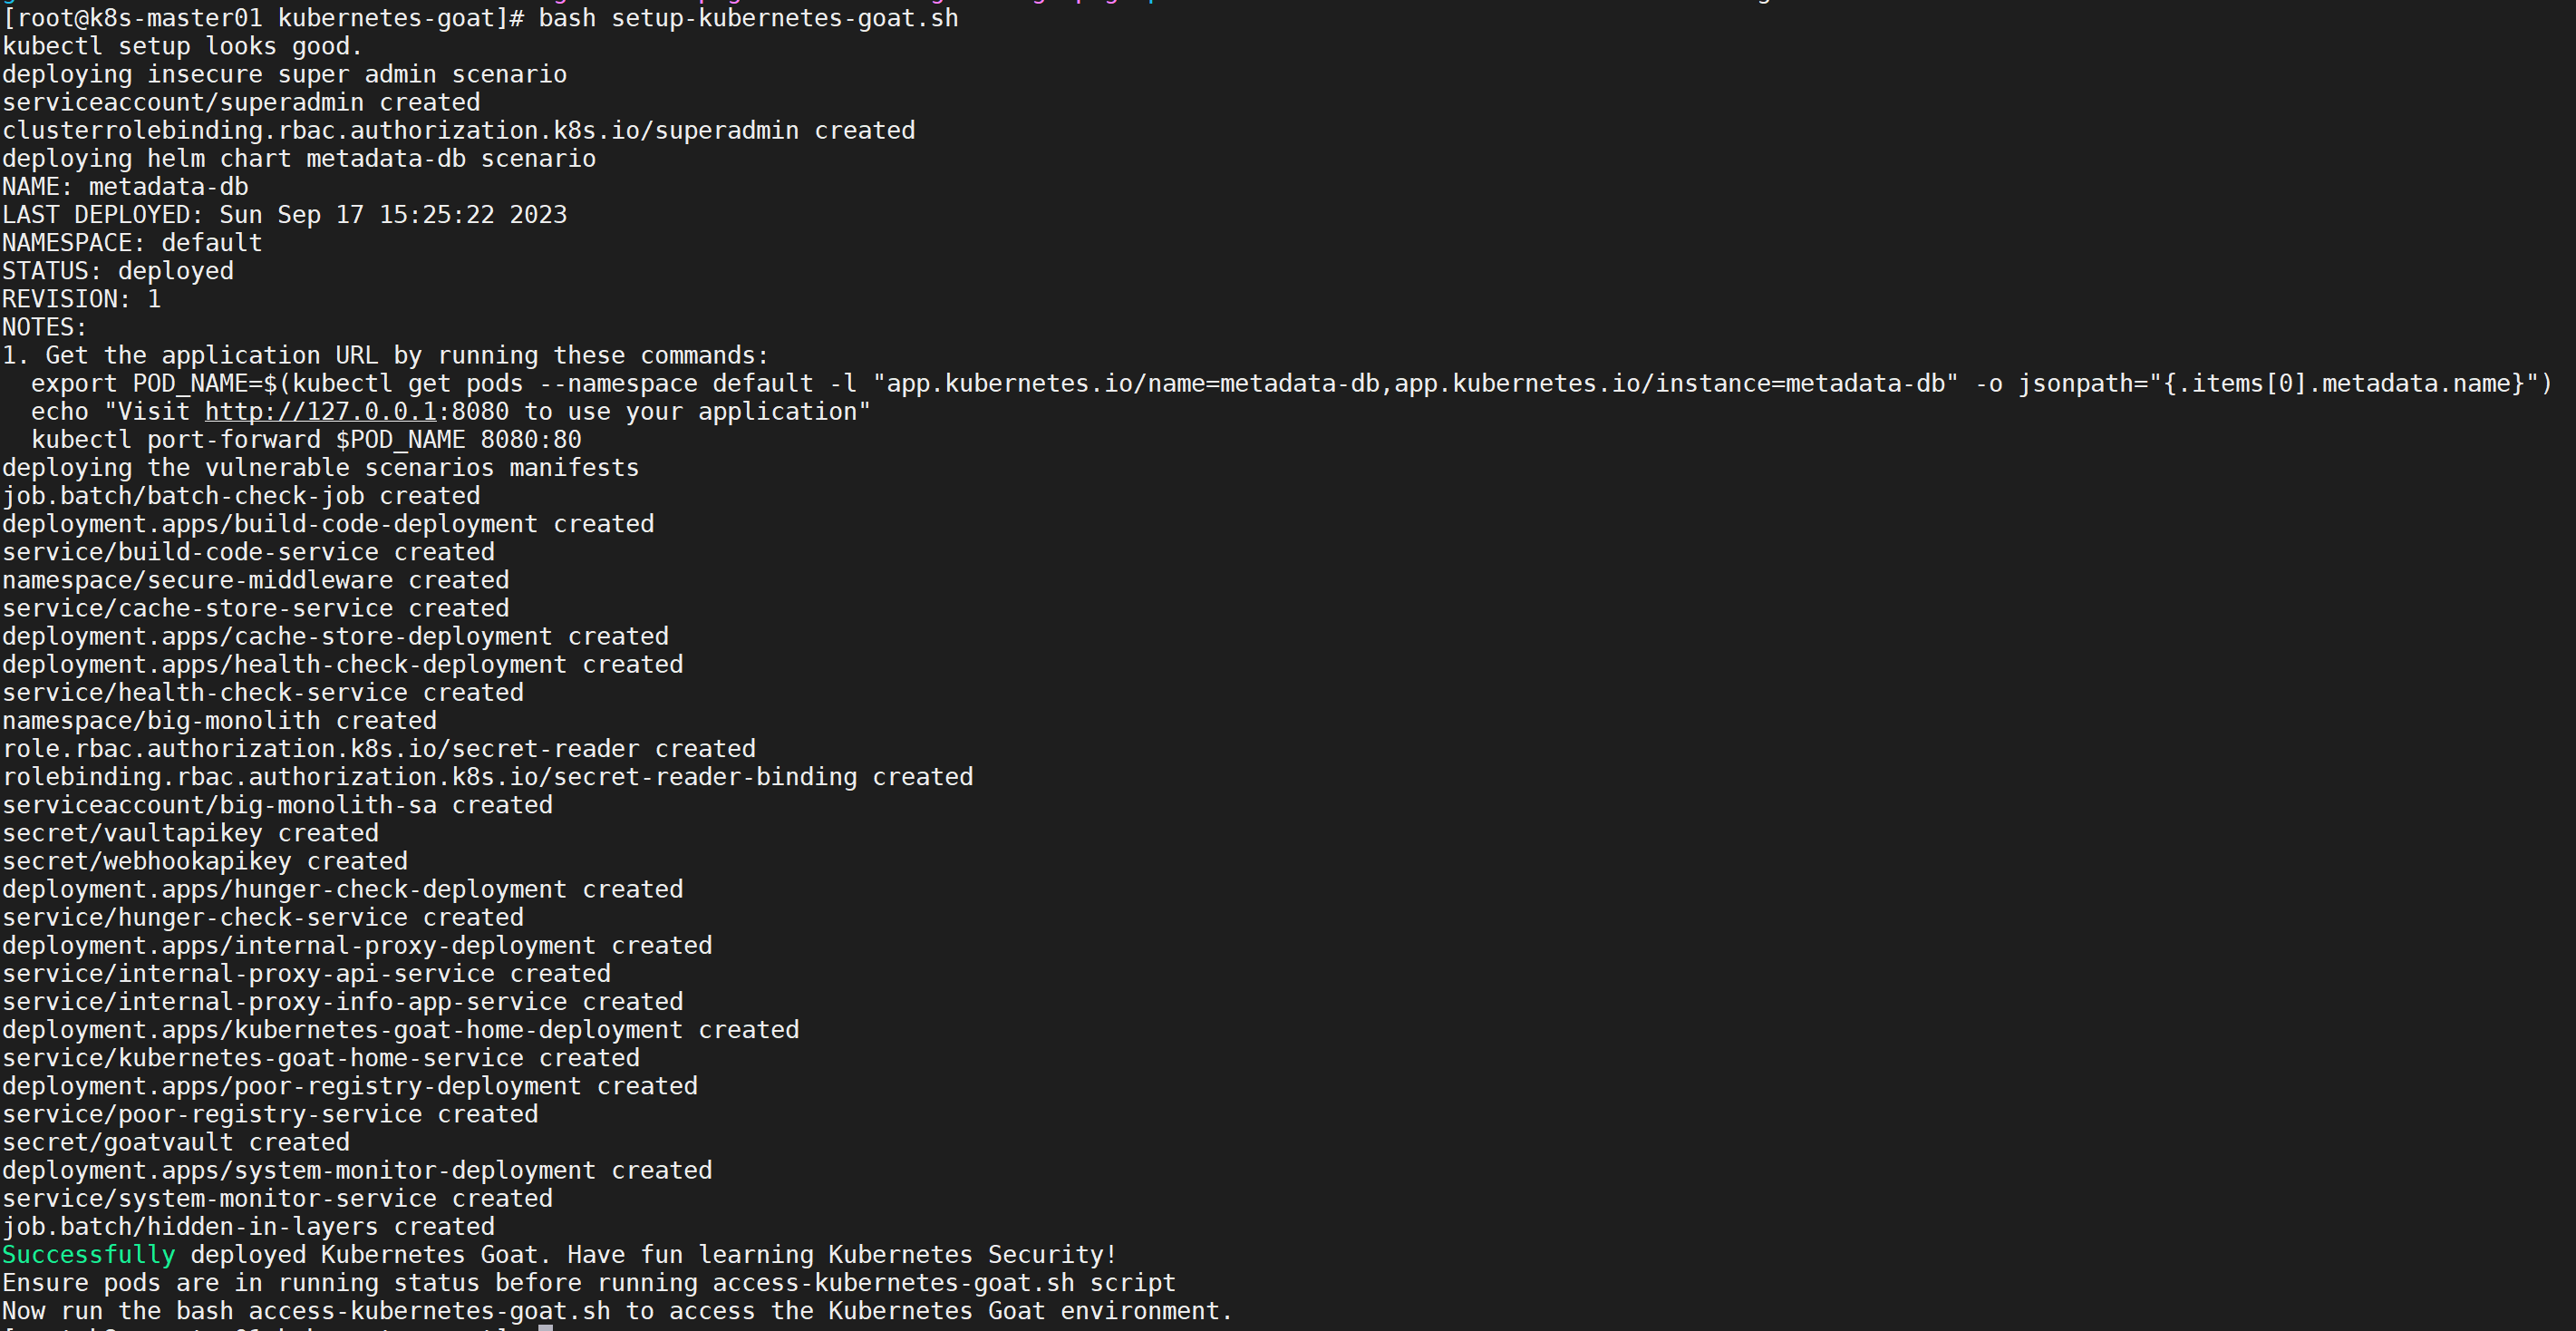 [root@k8s-master01 kubernetes-goat]# bash setup-kubernetes-goat.sh
kubectl setup looks good.
deploying insecure super admin scenario
serviceaccount/superadmin created
clusterrolebinding.rbac.authorization.k8s.io/superadmin created
deploying helm chart metadata-db scenario
NAME: metadata-db
LAST DEPLOYED: Sun Sep 17 15:25:22 2023
NAMESPACE: default
STATUS: deployed
REVISION: 1
NOTES:
1. Get the application URL by running these commands:
  export POD_NAME=$(kubectl get pods --namespace default -l "app.kubernetes.io/name=metadata-db,app.kubernetes.io/instance=metadata-db" -o jsonpath="{.items[0].metadata.name}")
  echo "Visit http://127.0.0.1:8080 to use your application"
  kubectl port-forward $POD_NAME 8080:80
deploying the vulnerable scenarios manifests
job.batch/batch-check-job created
deployment.apps/build-code-deployment created
service/build-code-service created
namespace/secure-middleware created
service/cache-store-service created
deployment.apps/cache-store-deployment created
deployment.apps/health-check-deployment created
service/health-check-service created
namespace/big-monolith created
role.rbac.authorization.k8s.io/secret-reader created
rolebinding.rbac.authorization.k8s.io/secret-reader-binding created
serviceaccount/big-monolith-sa created
secret/vaultapikey created
secret/webhookapikey created
deployment.apps/hunger-check-deployment created
service/hunger-check-service created
deployment.apps/internal-proxy-deployment created
service/internal-proxy-api-service created
service/internal-proxy-info-app-service created
deployment.apps/kubernetes-goat-home-deployment created
service/kubernetes-goat-home-service created
deployment.apps/poor-registry-deployment created
service/poor-registry-service created
secret/goatvault created
deployment.apps/system-monitor-deployment created
service/system-monitor-service created
job.batch/hidden-in-layers created
Successfully deployed Kubernetes Goat. Have fun learning Kubernetes Security!
Ensure pods are in running status before running access-kubernetes-goat.sh script
Now run the bash access-kubernetes-goat.sh to access the Kubernetes Goat environment.